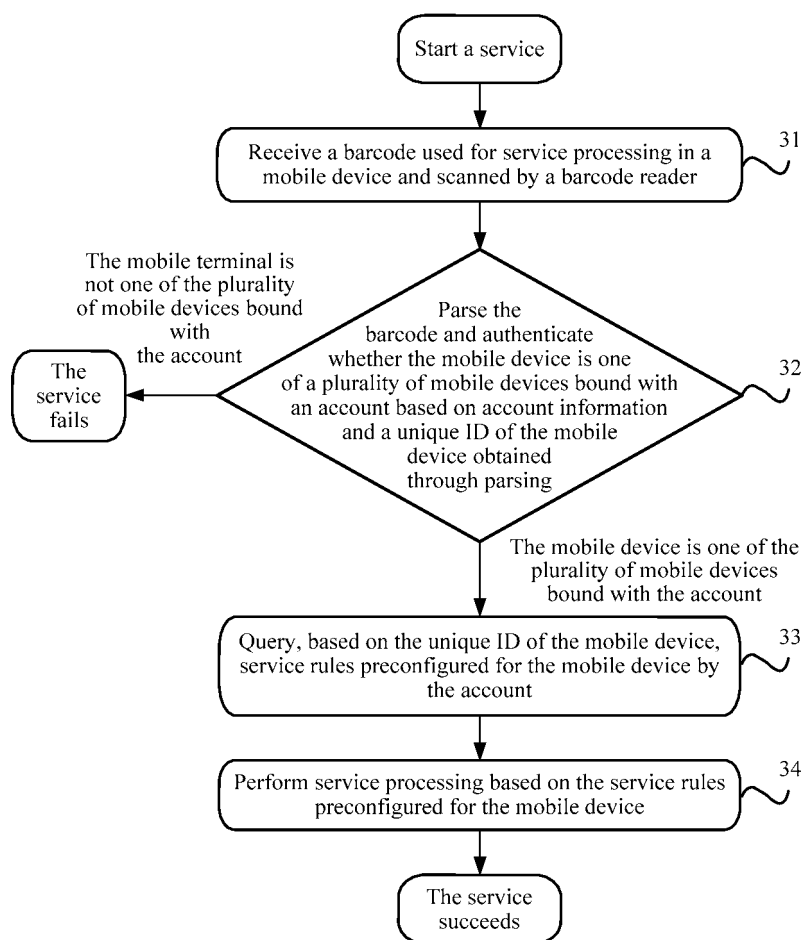 Start a service
31
Receive a barcode used for service processing in a
mobile device and scanned by a barcode reader
The mobile terminal is
not one of the plurality
of mobile devices bound
with
the account
Parse the
barcode and authenticate
whether the mobile device is one
of a plurality of mobile devices bound with
an account based on account information
and a unique ID of the mobile
device obtained
through parsing
32
The
service
fails
The mobile device is one of the
plurality of mobile devices
bound with the account
Query, based on the unique ID of the mobile device,
service rules preconfigured for the mobile device by
the account
33
Perform service processing based on the service rules
preconfigured for the mobile device
34
The service
succeeds